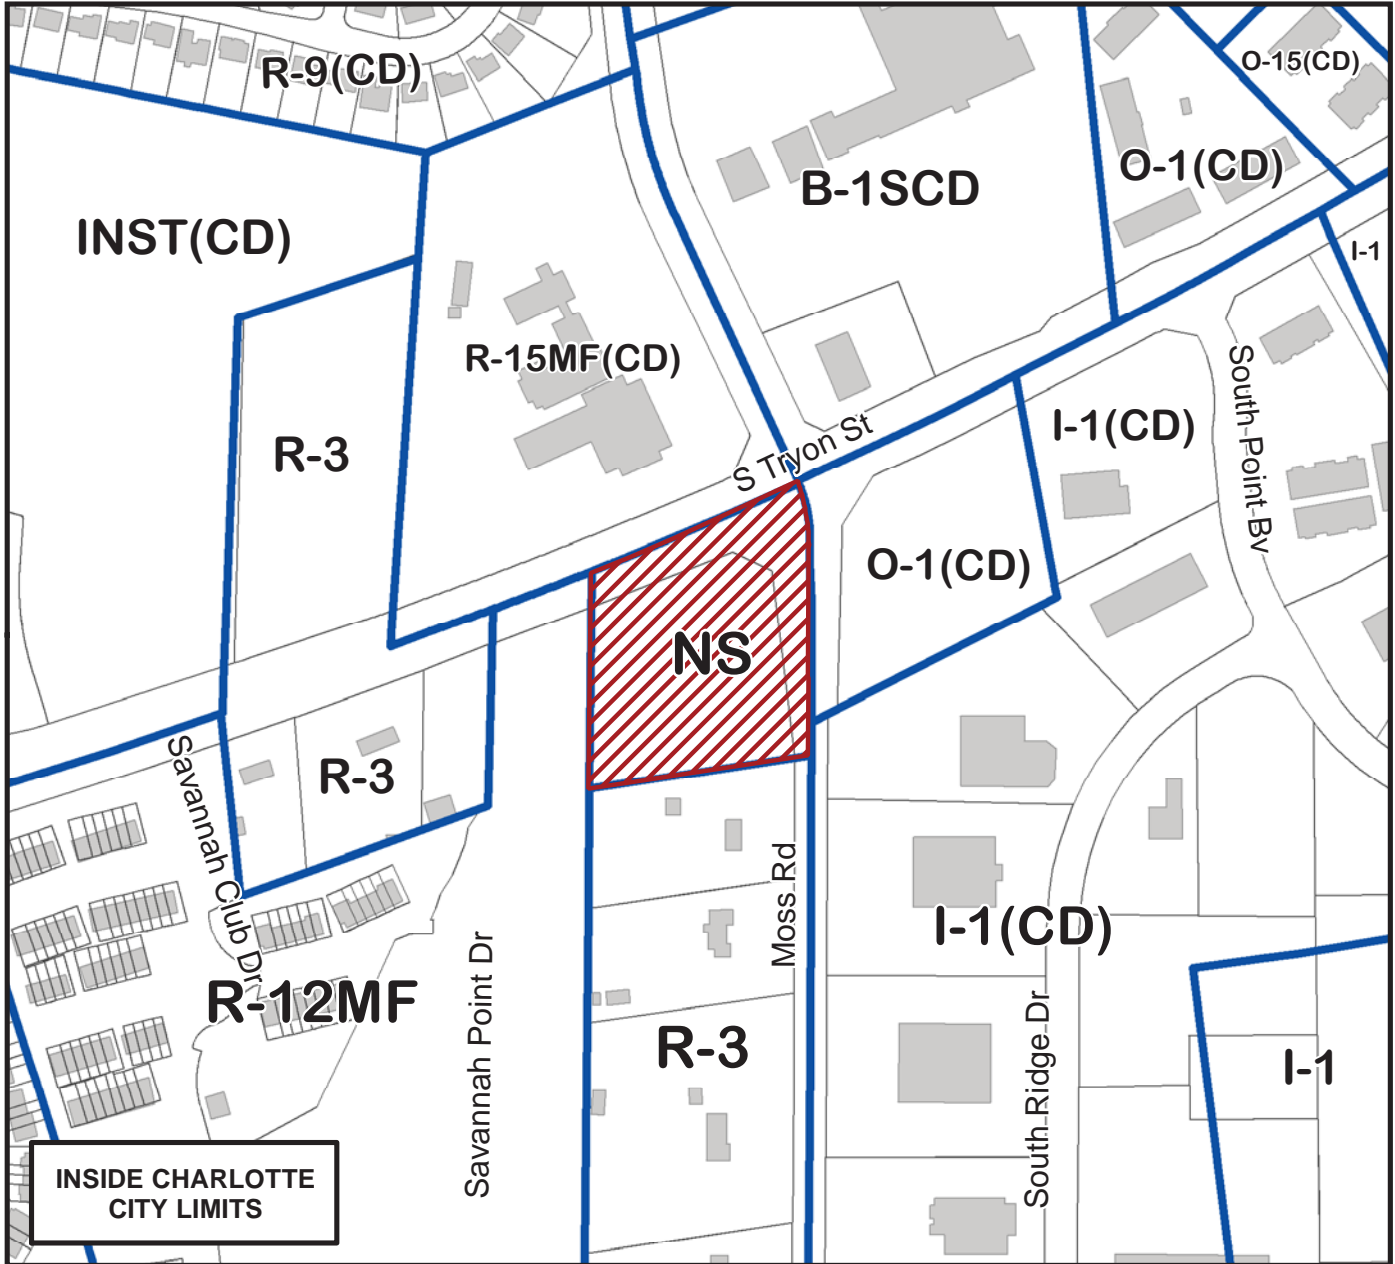 R-9(CD)
O-15(CD)
B-1SCD
O-1(CD)
INST(CD)
I-1
R-15MF(CD)
S Tryon St
I-1(CD)
South Point Bv
R-3
O-1(CD)
NS
Savannah Club Dr
R-3
Moss Rd
I-1(CD)
Savannah Point Dr
R-12MF
South Ridge Dr
R-3
I-1
INSIDE CHARLOTTE
CITY LIMITS